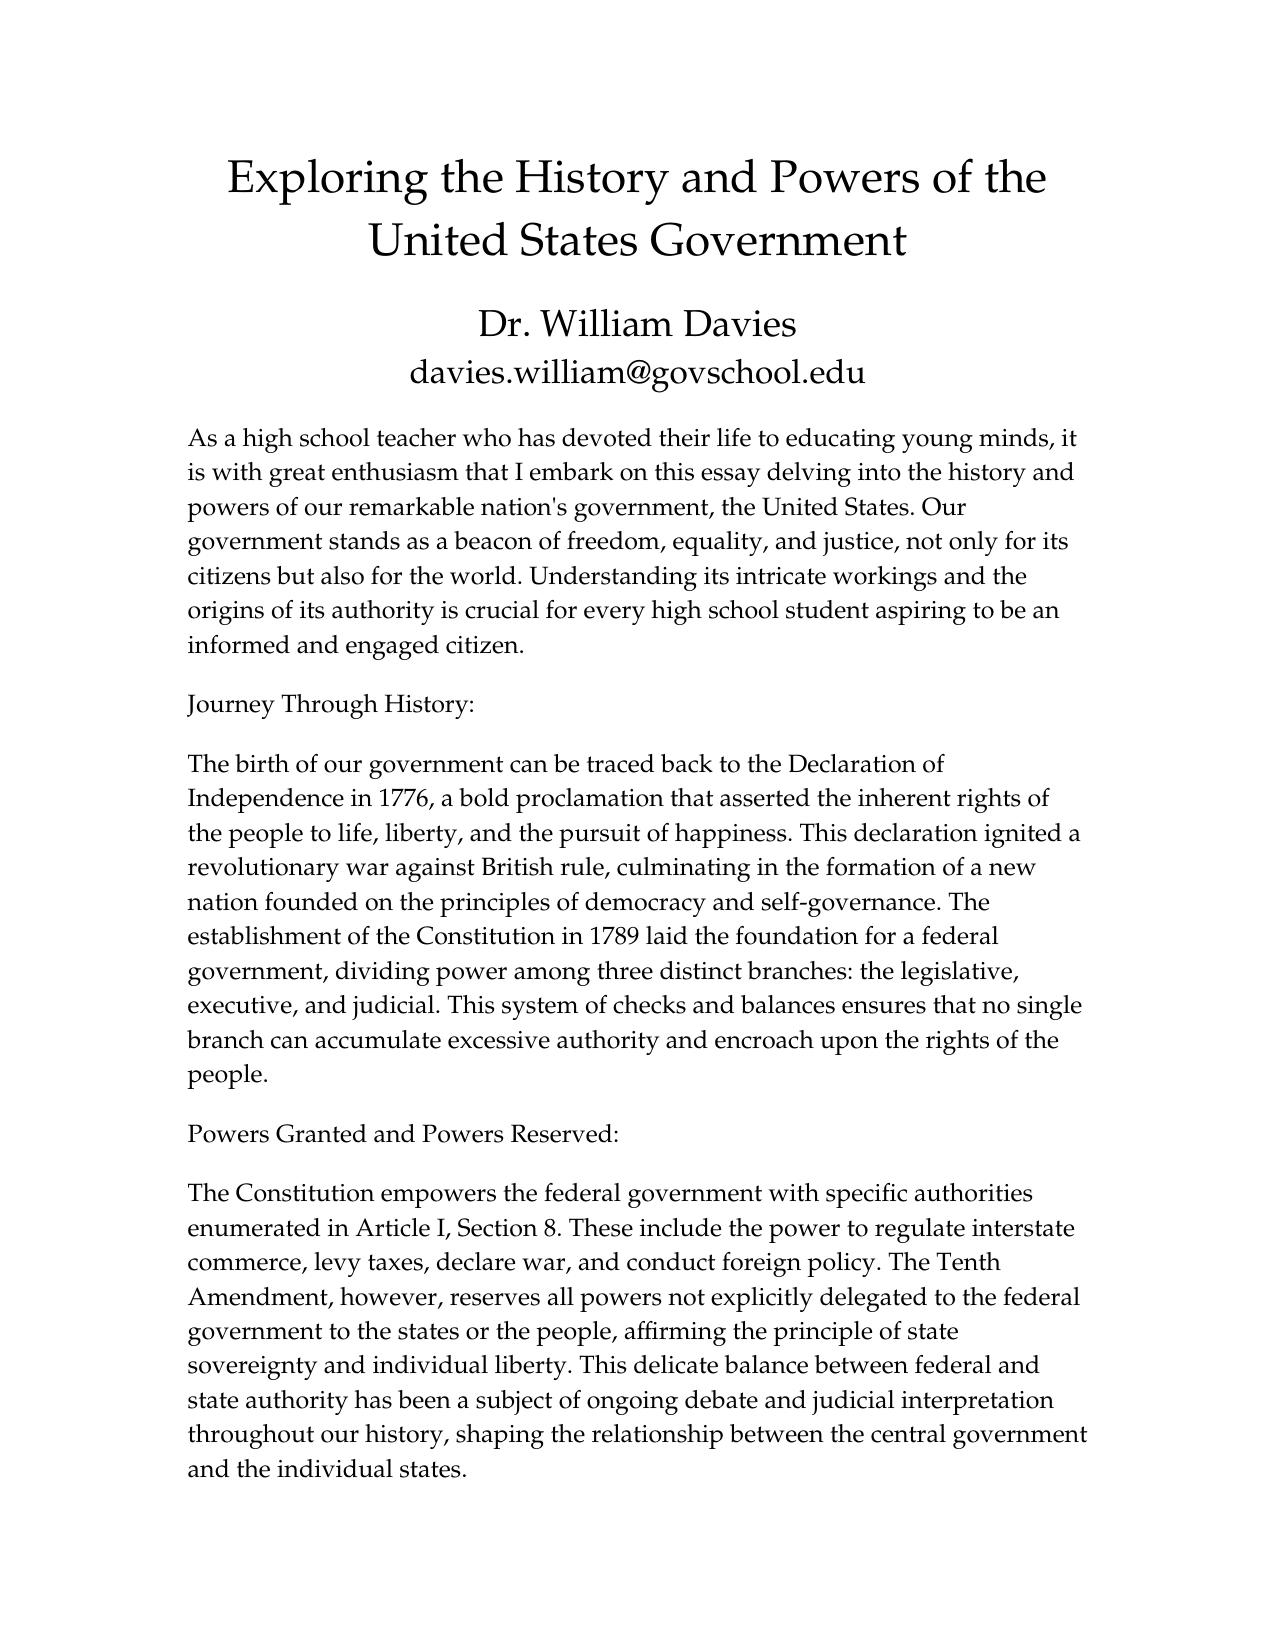 Exploring the History and Powers of the
United States Government
Dr. William Davies
davies.william@govschool.edu
As a high school teacher who has devoted their life to educating young minds, it
is with great enthusiasm that I embark on this essay delving into the history and
powers of our remarkable nation's government, the United States. Our
government stands as a beacon of freedom, equality, and justice, not only for its
citizens but also for the world. Understanding its intricate workings and the
origins of its authority is crucial for every high school student aspiring to be an
informed and engaged citizen.
Journey Through History:
The birth of our government can be traced back to the Declaration of
Independence in 1776, a bold proclamation that asserted the inherent rights of
the people to life, liberty, and the pursuit of happiness. This declaration ignited a
revolutionary war against British rule, culminating in the formation of a new
nation founded on the principles of democracy and self-governance. The
establishment of the Constitution in 1789 laid the foundation for a federal
government, dividing power among three distinct branches: the legislative,
executive, and judicial. This system of checks and balances ensures that no single
branch can accumulate excessive authority and encroach upon the rights of the
people.
Powers Granted and Powers Reserved:
The Constitution empowers the federal government with specific authorities
enumerated in Article I, Section 8. These include the power to regulate interstate
commerce, levy taxes, declare war, and conduct foreign policy. The Tenth
Amendment, however, reserves all powers not explicitly delegated to the federal
government to the states or the people, affirming the principle of state
sovereignty and individual liberty. This delicate balance between federal and
state authority has been a subject of ongoing debate and judicial interpretation
throughout our history, shaping the relationship between the central government
and the individual states.